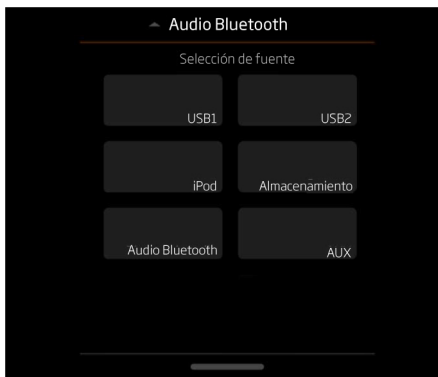 Audio Bluetooth
Selección de fuente
USB1 USB2
iPod Almacenamiento
Audio Bluetooth AUX